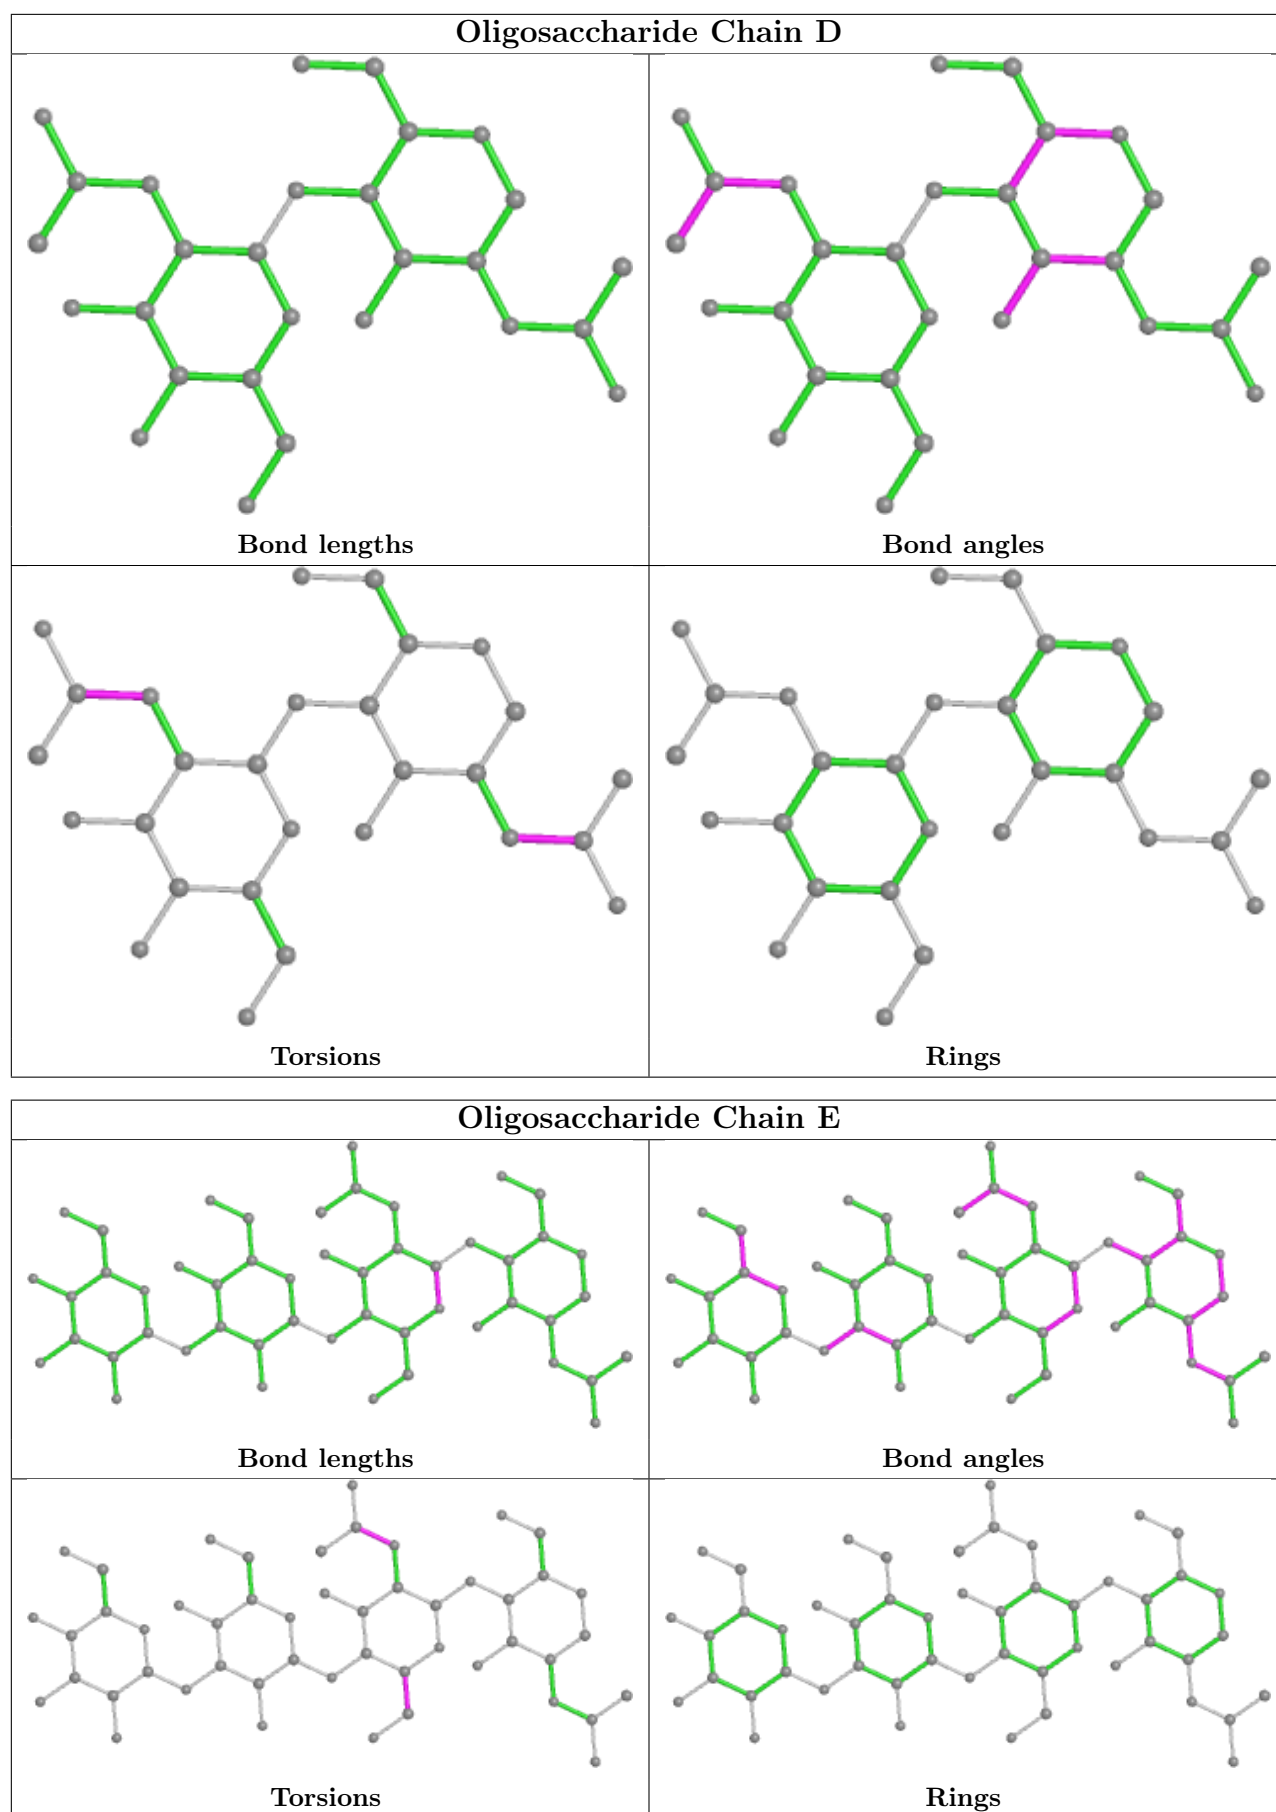 Oligosaccharide Chain D
Bond lengths
Bond angles
Torsions
Rings
Oligosaccharide Chain E
Bond lengths
Bond angles
Torsions
Rings